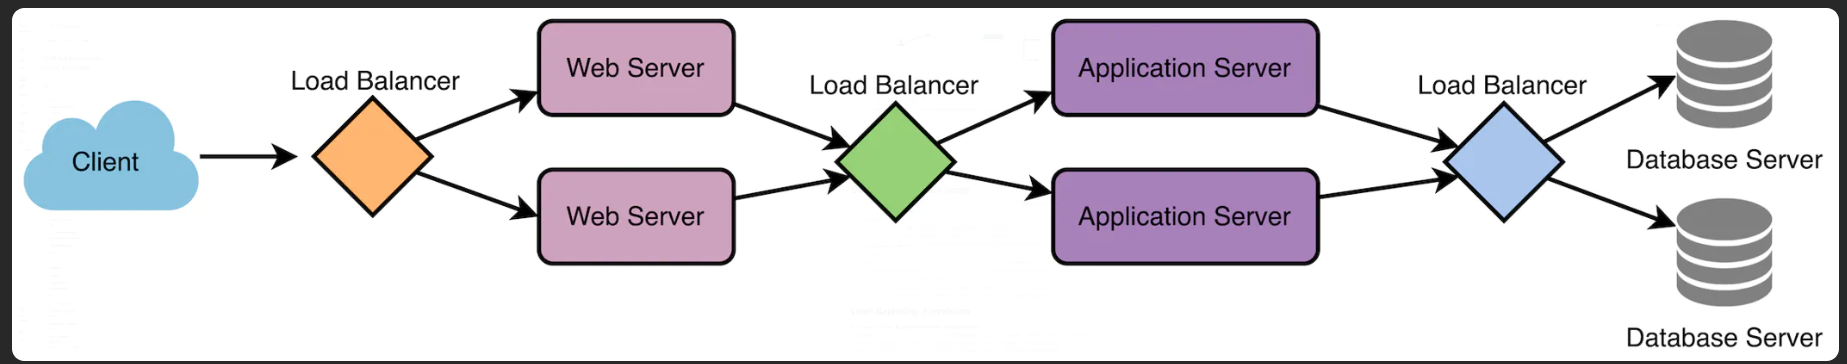 Client
Load Balancer
Web Server
Web Server
Load Balancer
Application Server
Application Server
Load Balancer
Database Server
Database Server